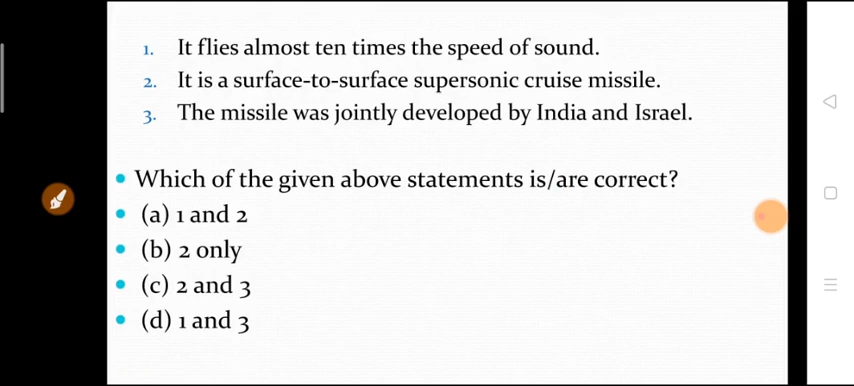 1. It flies almost ten times the speed of sound.
2. It is a surface-to-surface supersonic cruise missile.
3. The missile was jointly developed by India and Israel.
• Which of the given above statements is/are correct?
• (a) 1 and 2
• (b) 2 only
• (c) 2 and 3
• (d) 1 and 3